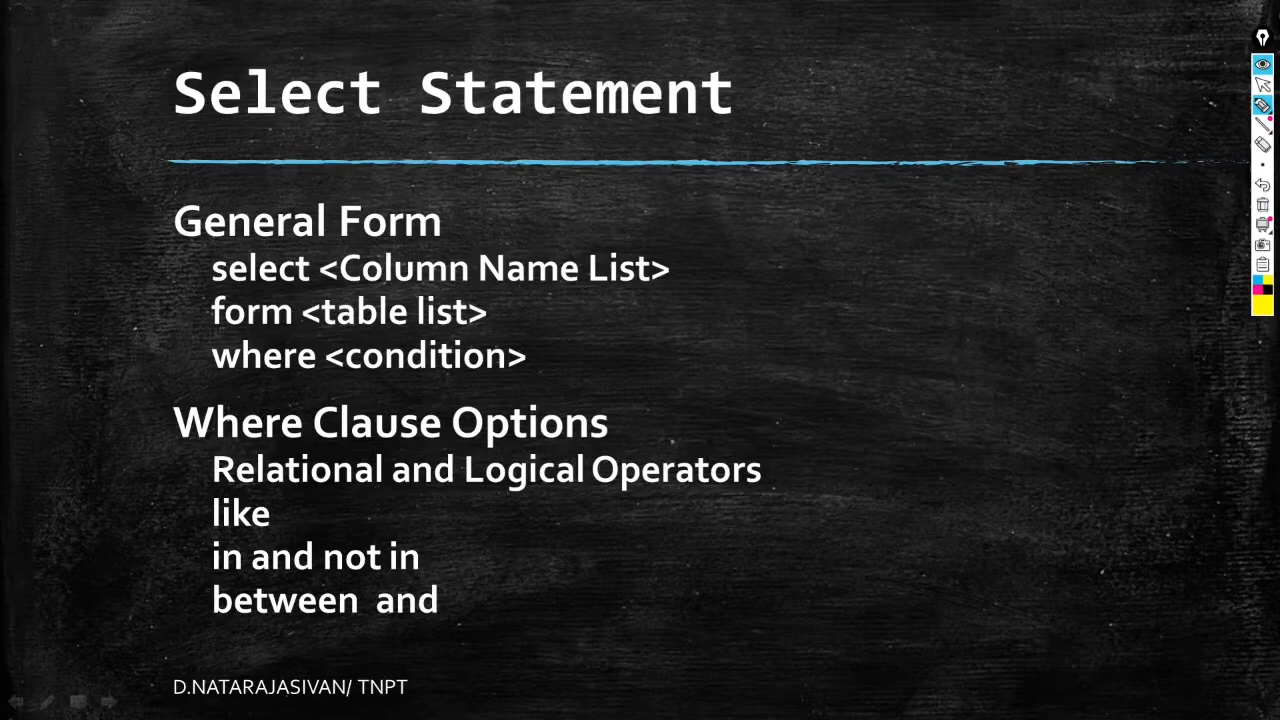 Select Statement
General Form
select <Column Name List>
form <table list>
where <condition>
Where Clause Options
Relational and Logical Operators
like
in and not in
between  and
D.NATARAJASIVAN/ TNPT